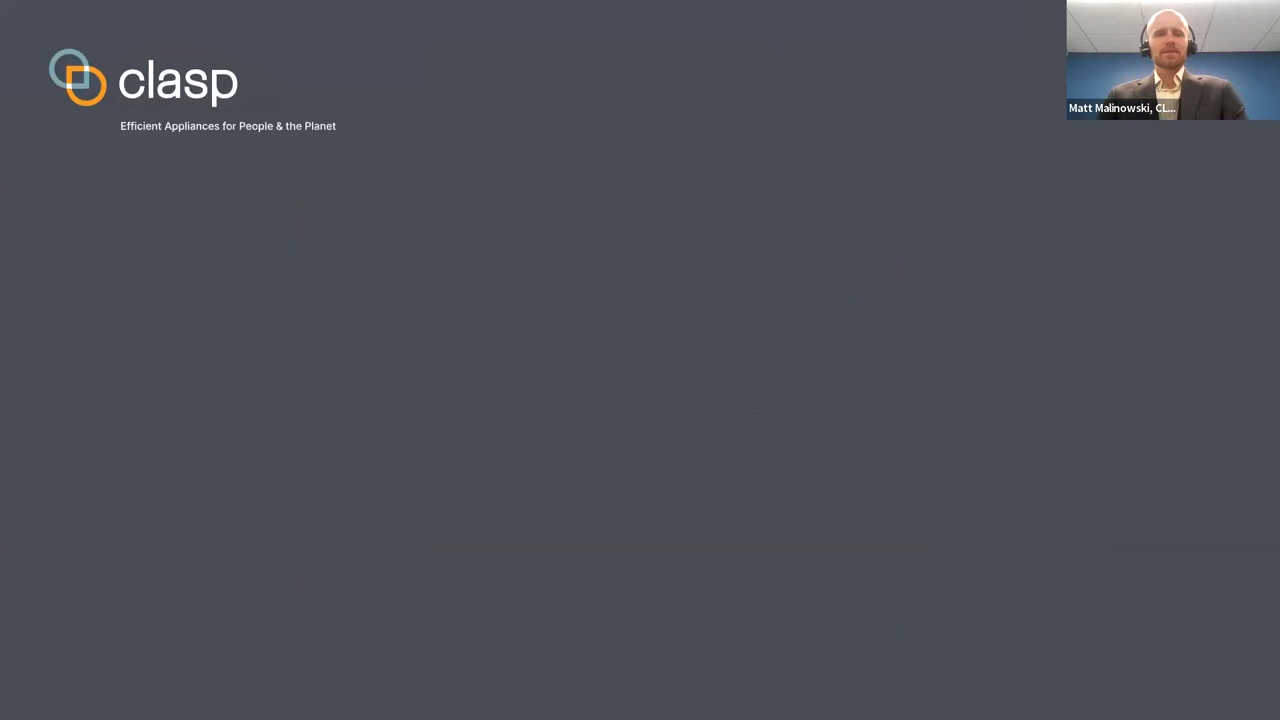 clasp
Efficient Appliances for People & the Planet
Matt Malinowski, CL...